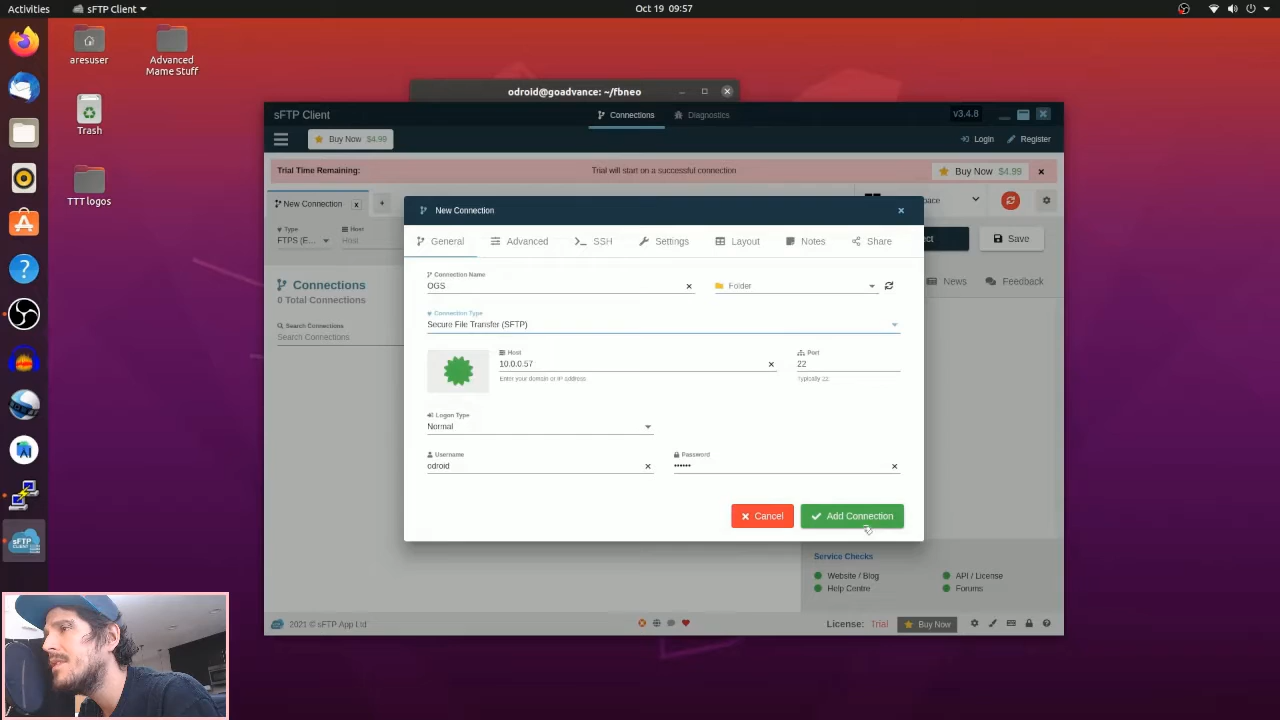 Activities
sFTP Client
Oct 19 09:57
aresuser
Advanced
Mame Stuff
Trash
TTT logos
odroid@goadvance: ~/fbneo
sFTP Client
Connections
Diagnostics
v3.4.8
Buy Now $4.99
Login
Register
Trial Time Remaining:
Trial will start on a successful connection
Buy Now $4.99
New Connection
Type
Host
FTPS (E...
Host
Save
Connections
0 Total Connections
News
Feedback
Search Connections
Search Connections
New Connection
General
Advanced
SSH
Settings
Layout
Notes
Share
Connection Name
OGS
Folder
Connection Type
Secure File Transfer (SFTP)
Host
10.0.0.57
Enter your domain or IP address
Port
22
Typically 22
Logon Type
Normal
Username
odroid
Password
••••••
Cancel
Add Connection
Service Checks
Website / Blog
API / License
Help Centre
Forums
2021 © sFTP App Ltd
License: Trial
Buy Now